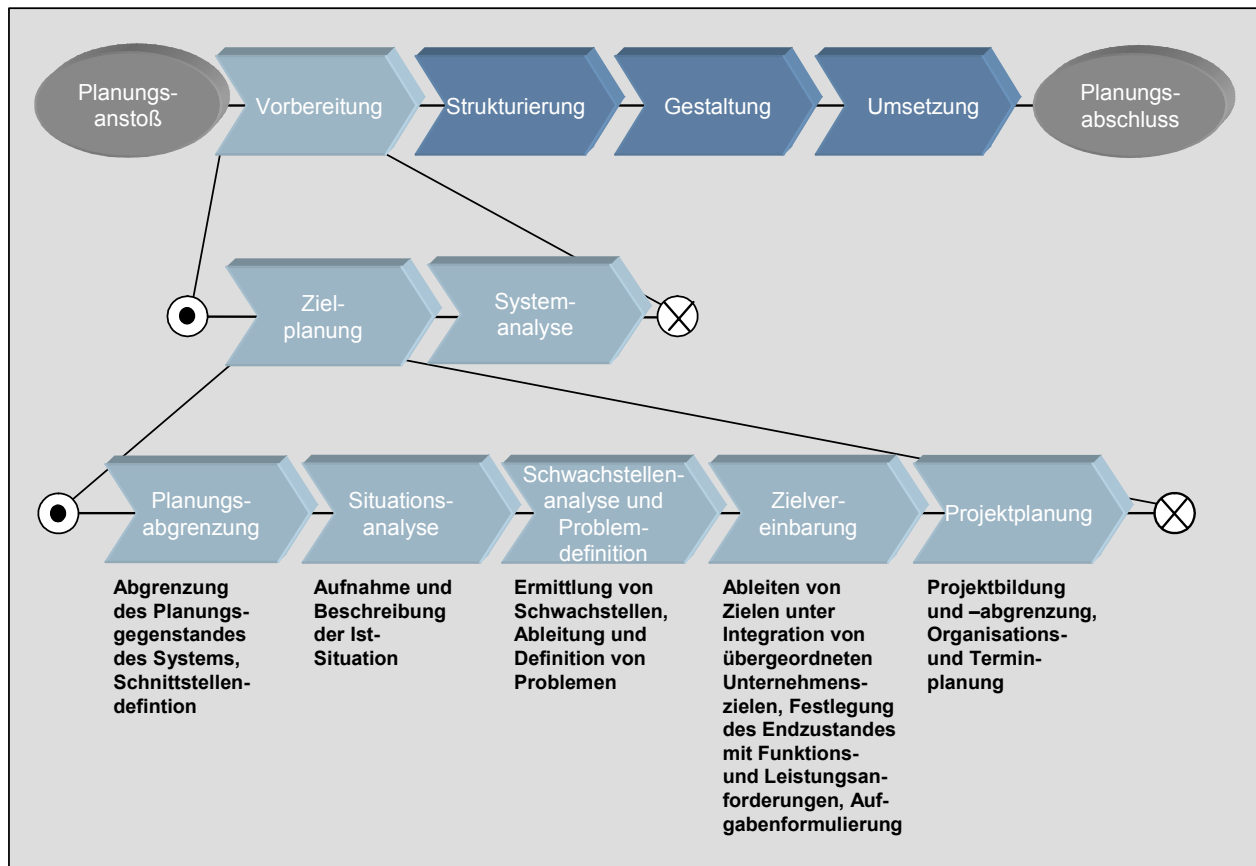 Planungs-
anstoß
Vorbereitung
Strukturierung
Gestaltung
Umsetzung
Planungs-
abschluss
Ziel-
planung
System-
analyse
Planungs-
abgrenzung
Situations-
analyse
Schwachstellen-
analyse und
Problem-
definition
Zielver-
einbarung
Projektplanung
Abgrenzung
des Planungs-
gegenstandes
des Systems,
Schnittstellen-
defintion
Aufnahme und
Beschreibung
der Ist-
Situation
Ermittlung von
Schwachstellen,
Ableitung und
Definition von
Problemen
Ableiten von
Zielen unter
Integration von
übergeordneten
Unternehmens-
zielen, Festlegung
des Endzustandes
mit Funktions-
und Leistungsan-
forderungen, Auf-
gabenformulierung
Projektbildung
und –abgrenzung,
Organisations-
und Termin-
planung